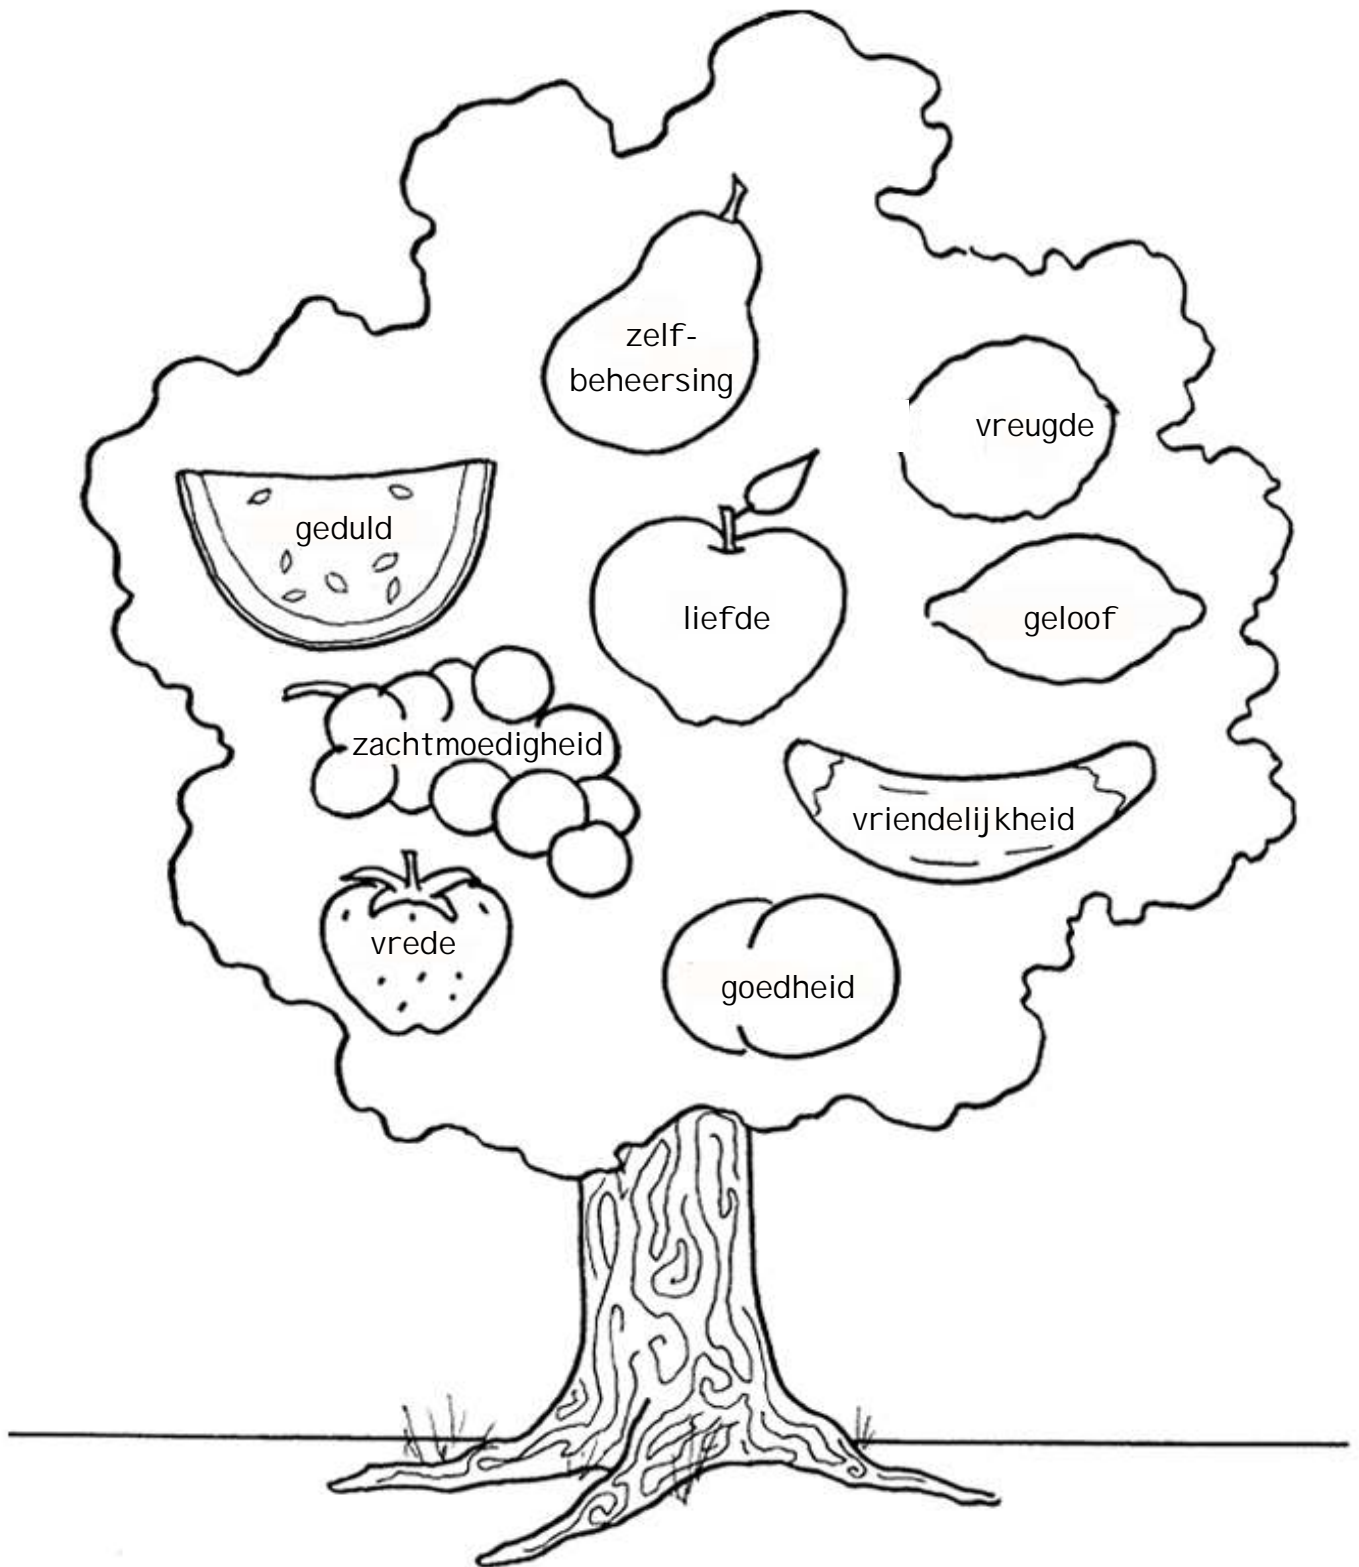 zelf-
beheersing
vreugde
geduld
liefde
geloof
zachtmoedigheid
vriendelijkheid
vrede
goedheid